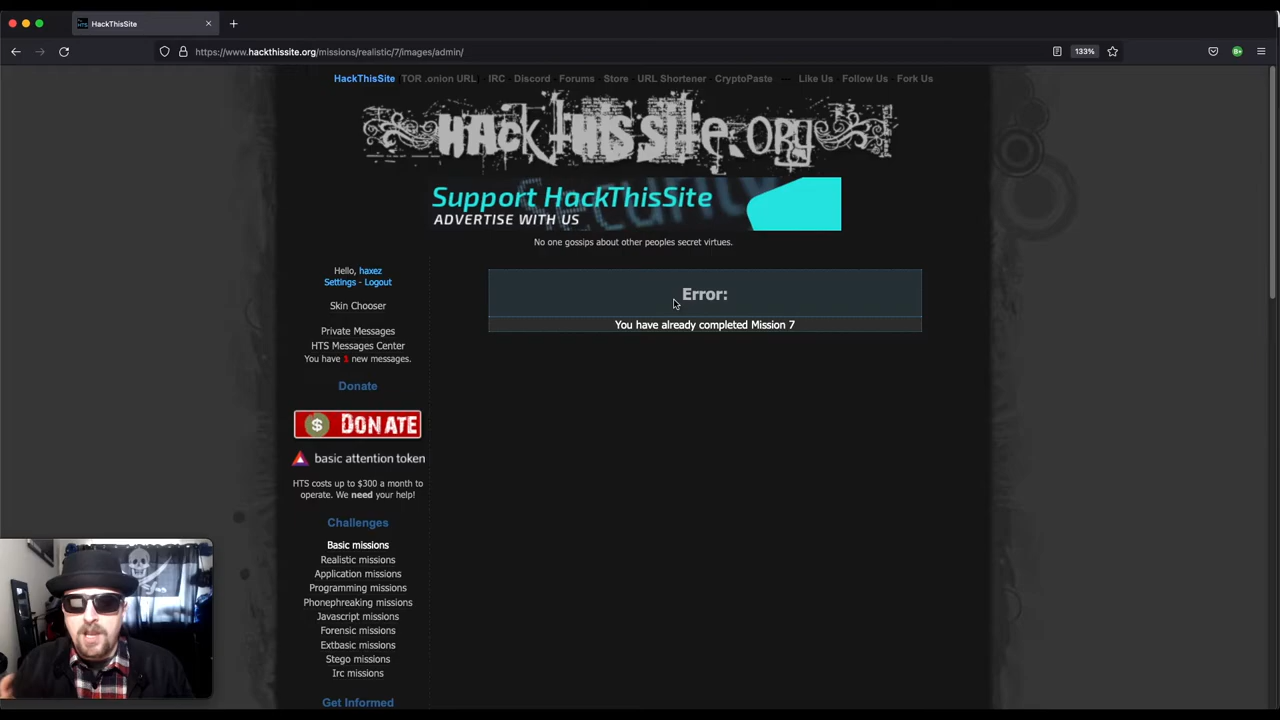 HackThisSite
https://www.hackthissite.org/missions/realistic/7/images/admin/
133%
HackThisSite TOR .onion URL IRC Discord Forums Store URL Shortener CryptoPaste --- Like Us Follow Us Fork Us
HACk THIS SITE.ORG
Support HackThisSite
ADVERTISE WITH US
No one gossips about other peoples secret virtues.
Hello, haxez
Settings - Logout
Skin Chooser
Private Messages
HTS Messages Center
You have 1 new messages.
Donate
$ DONATE
basic attention token
HTS costs up to $300 a month to
operate. We need your help!
Challenges
Basic missions
Realistic missions
Application missions
Programming missions
Phonephreaking missions
Javascript missions
Forensic missions
Extbasic missions
Stego missions
Irc missions
Get Informed
Error:
You have already completed Mission 7